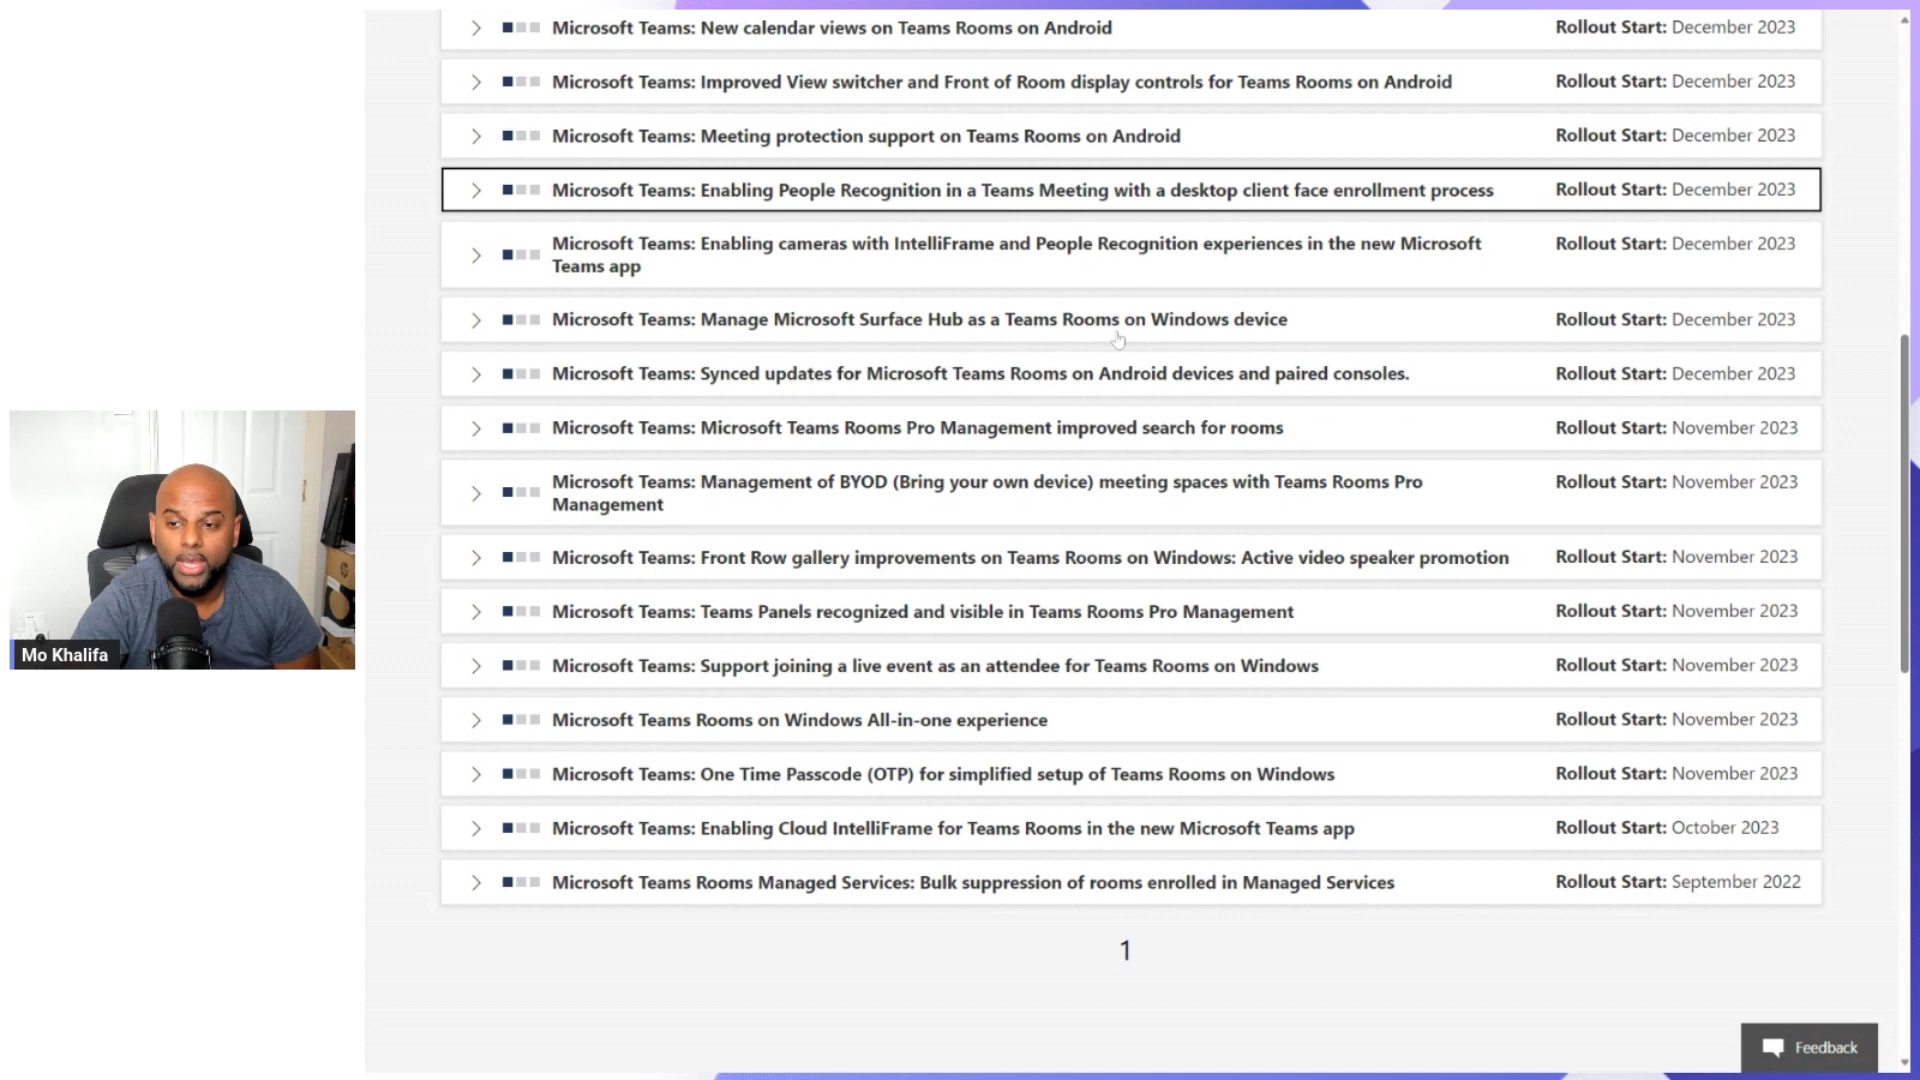 Microsoft Teams: New calendar views on Teams Rooms on Android
Rollout Start: December 2023
Microsoft Teams: Improved View switcher and Front of Room display controls for Teams Rooms on Android
Rollout Start: December 2023
Microsoft Teams: Meeting protection support on Teams Rooms on Android
Rollout Start: December 2023
Microsoft Teams: Enabling People Recognition in a Teams Meeting with a desktop client face enrollment process
Rollout Start: December 2023
Microsoft Teams: Enabling cameras with IntelliFrame and People Recognition experiences in the new Microsoft
Teams app
Rollout Start: December 2023
Microsoft Teams: Manage Microsoft Surface Hub as a Teams Rooms on Windows device
Rollout Start: December 2023
Microsoft Teams: Synced updates for Microsoft Teams Rooms on Android devices and paired consoles.
Rollout Start: December 2023
Microsoft Teams: Microsoft Teams Rooms Pro Management improved search for rooms
Rollout Start: November 2023
Microsoft Teams: Management of BYOD (Bring your own device) meeting spaces with Teams Rooms Pro
Management
Rollout Start: November 2023
Microsoft Teams: Front Row gallery improvements on Teams Rooms on Windows: Active video speaker promotion
Rollout Start: November 2023
Microsoft Teams: Teams Panels recognized and visible in Teams Rooms Pro Management
Rollout Start: November 2023
Microsoft Teams: Support joining a live event as an attendee for Teams Rooms on Windows
Rollout Start: November 2023
Microsoft Teams Rooms on Windows All-in-one experience
Rollout Start: November 2023
Microsoft Teams: One Time Passcode (OTP) for simplified setup of Teams Rooms on Windows
Rollout Start: November 2023
Microsoft Teams: Enabling Cloud IntelliFrame for Teams Rooms in the new Microsoft Teams app
Rollout Start: October 2023
Microsoft Teams Rooms Managed Services: Bulk suppression of rooms enrolled in Managed Services
Rollout Start: September 2022
1
Feedback
Mo Khalifa